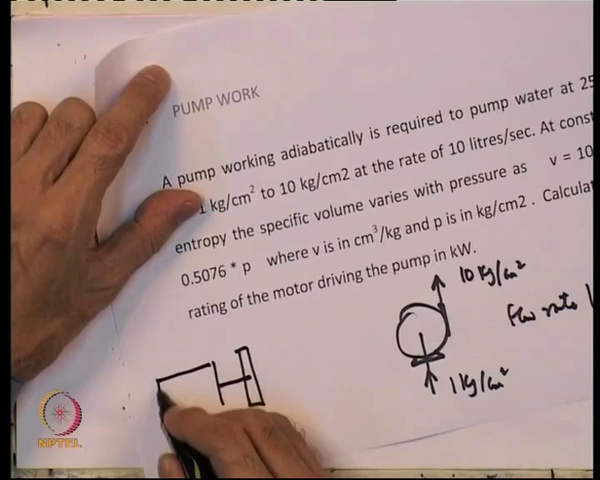 PUMP WORK
A pump working adiabatically is required to pump water at 25
1 kg/cm² to 10 kg/cm2 at the rate of 10 litres/sec. At const
entropy the specific volume varies with pressure as v = 10
0.5076 * p where v is in cm³/kg and p is in kg/cm2 . Calcula
rating of the motor driving the pump in kW.
10 kg/cm²
flow rate 1
1 kg/cm²
NPTEL